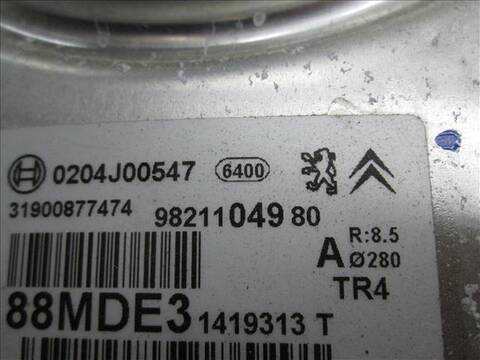 0204J00547 6400
31900877474 98211049 80
A R:8.5
Ø280
TR4
88MDE3 1419313 T